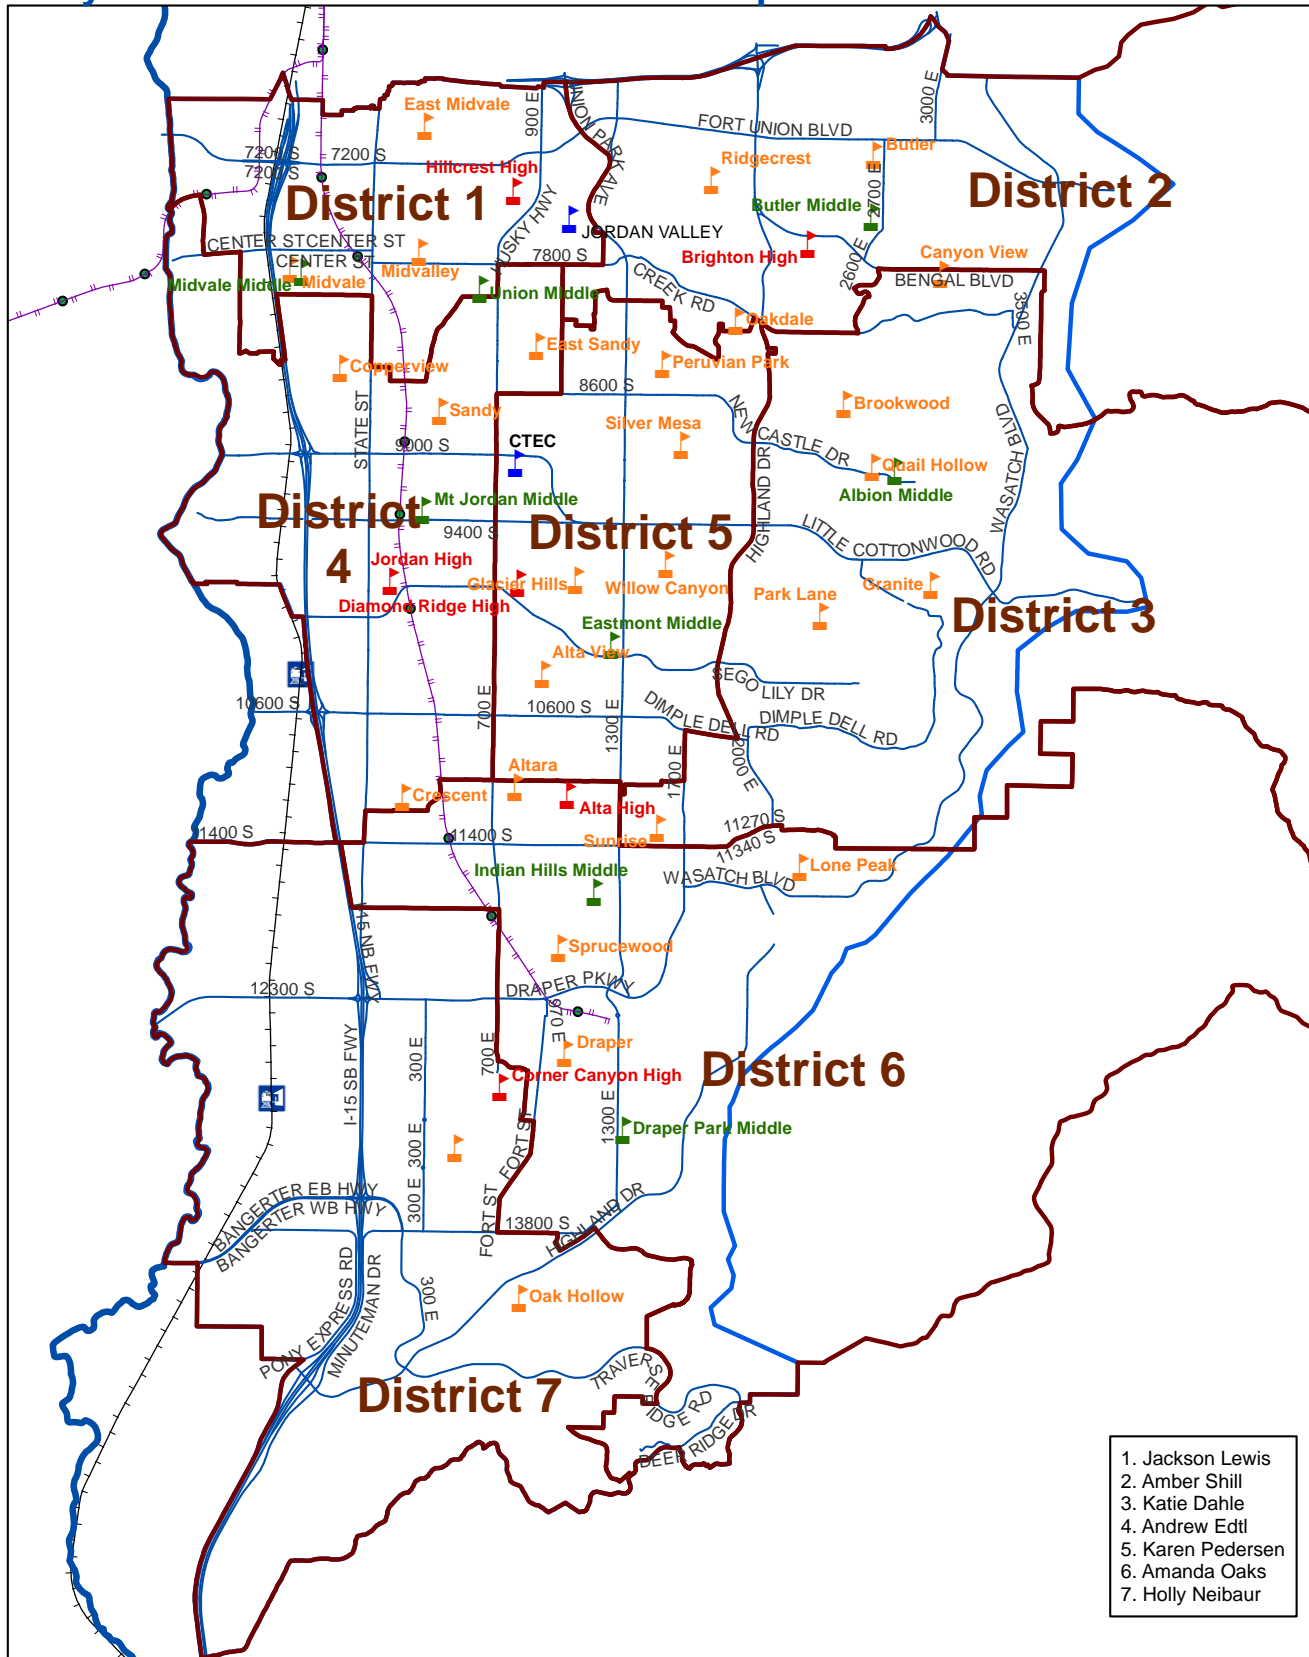 3000 E
900 E
UNION PARK AVE
East Midvale
FORT UNION BLVD
Butler
7200 S
7200 S
7200 S
Ridgecrest
Hillcrest High
District 1
2700 E
District 2
Butler Middle
HUSKY HWY
JORDAN VALLEY
CENTER ST
CENTER ST
CENTER ST
Midvalley
7800 S
Brighton High
2600 E
Canyon View
BENGAL BLVD
Midvale Middle
Midvale
Union Middle
CREEK RD
3500 E
Oakdale
East Sandy
Peruvian Park
Copperview
8600 S
Sandy
STATE ST
Silver Mesa
NEW CASTLE DR
Brookwood
WASATCH BLVD
9000 S
CTEC
HIGHLAND DR
Quail Hollow
Albion Middle
District
4
Mt Jordan Middle
9400 S
District 5
LITTLE COTTONWOOD RD
Jordan High
Glacier Hills
Willow Canyon
Granite
Diamond Ridge High
Park Lane
District 3
Eastmont Middle
Alta View
SEGO LILY DR
10600 S
700 E
10600 S
1300 E
DIMPLE DELL RD
DIMPLE DELL RD
1700 E
2000 E
Altara
Crescent
Alta High
11270 S
1400 S
11400 S
Sunrise
11340 S
Indian Hills Middle
WASATCH BLVD
Lone Peak
I-15 NB FWY
Sprucewood
12300 S
DRAPER PKWY
970 E
I-15 SB FWY
300 E
700 E
Draper
District 6
Corner Canyon High
1300 E
Draper Park Middle
300 E
FORT ST
BANGERTER EB HWY
BANGERTER WB HWY
300 E
FORT ST
13800 S
HIGHLAND DR
PONY EXPRESS RD
MINUTEMAN DR
300 E
Oak Hollow
District 7
TRAVERSE
IDGE RD
DEER RIDGE DR
1. Jackson Lewis
2. Amber Shill
3. Katie Dahle
4. Andrew Edtl
5. Karen Pedersen
6. Amanda Oaks
7. Holly Neibaur